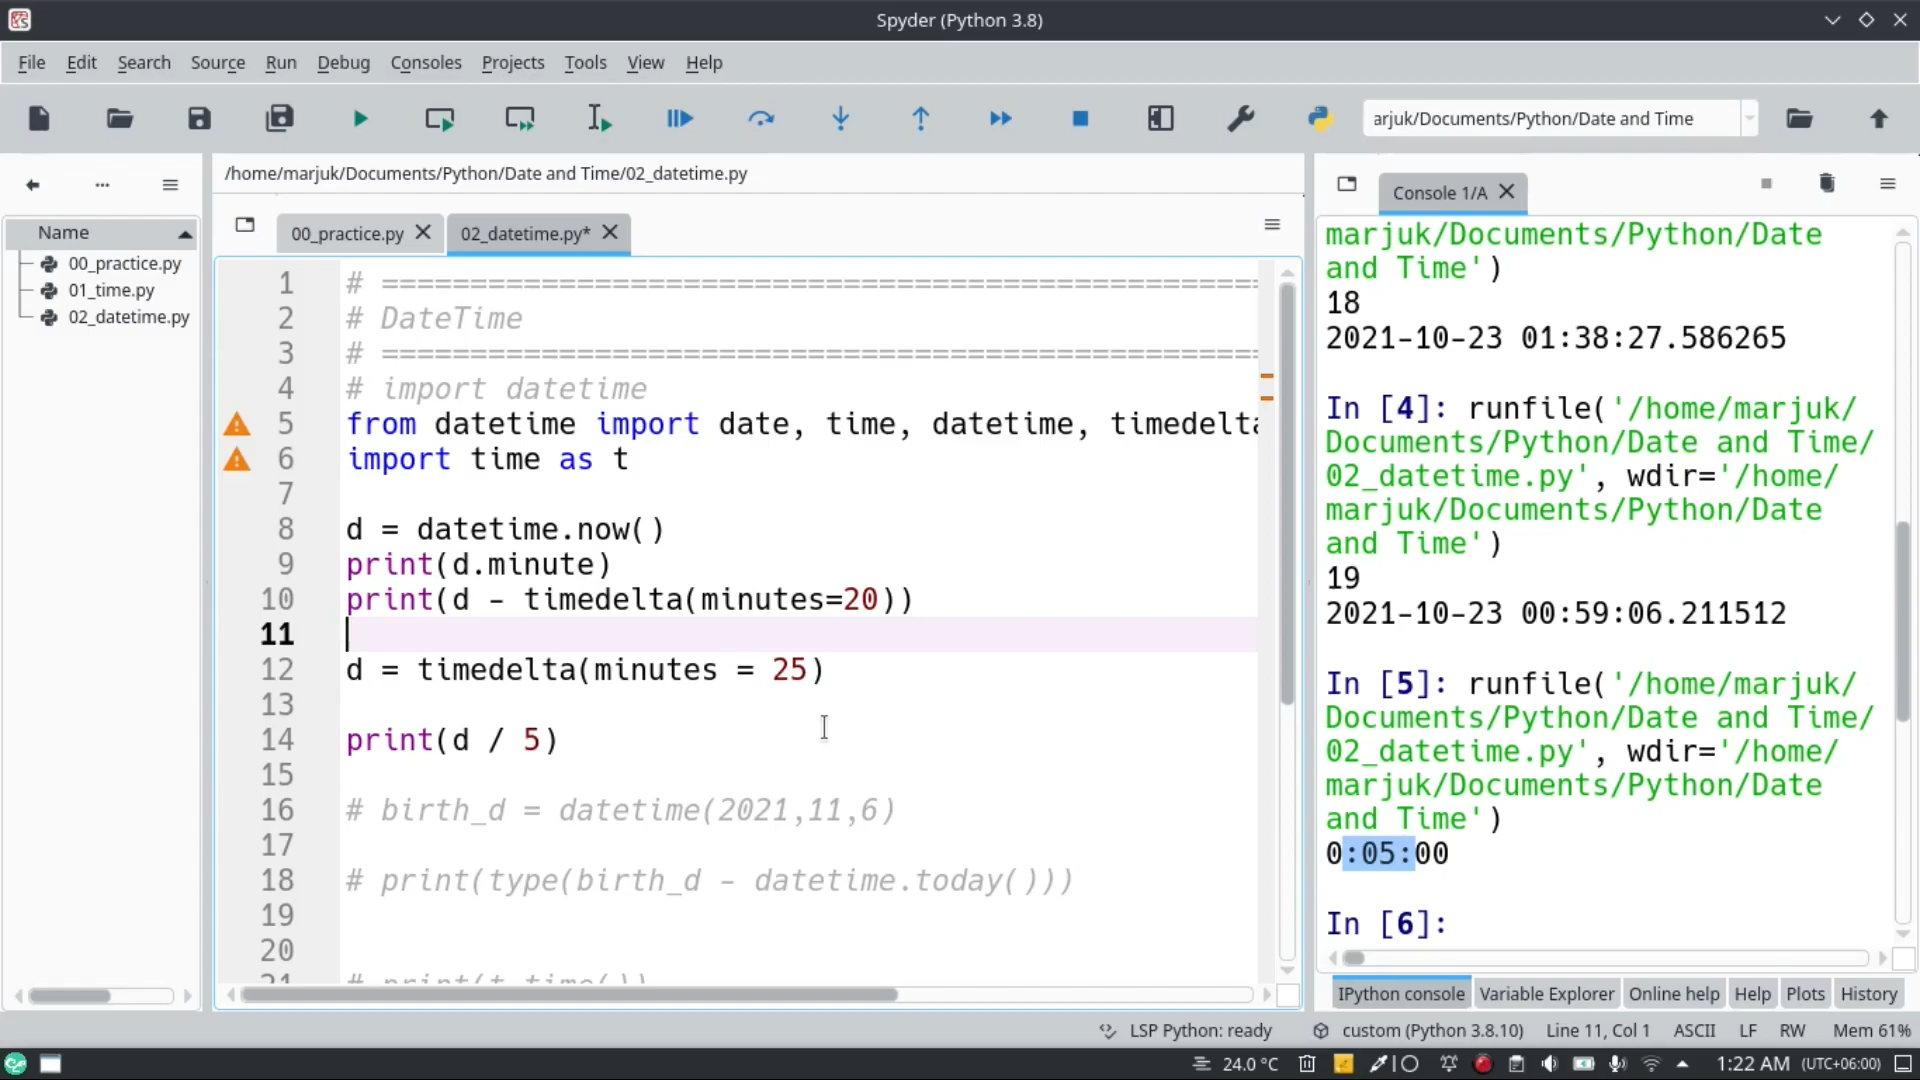 Spyder (Python 3.8)
File Edit Search Source Run Debug Consoles Projects Tools View Help
arjuk/Documents/Python/Date and Time
Name
00_practice.py
01_time.py
02_datetime.py
/home/marjuk/Documents/Python/Date and Time/02_datetime.py
00_practice.py
02_datetime.py*
1 # =================================================
2 # DateTime
3 # =================================================
4 # import datetime
5 from datetime import date, time, datetime, timedelta
6 import time as t
7
8 d = datetime.now()
9 print(d.minute)
10 print(d - timedelta(minutes=20))
11
12 d = timedelta(minutes = 25)
13
14 print(d / 5)
15
16 # birth_d = datetime(2021,11,6)
17
18 # print(type(birth_d - datetime.today()))
19
20
21 # print(t.time())
Console 1/A
marjuk/Documents/Python/Date
and Time')
18
2021-10-23 01:38:27.586265
In [4]: runfile('/home/marjuk/
Documents/Python/Date and Time/
02_datetime.py', wdir='/home/
marjuk/Documents/Python/Date
and Time')
19
2021-10-23 00:59:06.211512
In [5]: runfile('/home/marjuk/
Documents/Python/Date and Time/
02_datetime.py', wdir='/home/
marjuk/Documents/Python/Date
and Time')
0:05:00
In [6]:
IPython console Variable Explorer Online help Help Plots History
LSP Python: ready custom (Python 3.8.10) Line 11, Col 1 ASCII LF RW Mem 61%
24.0 °C 1:22 AM (UTC+06:00)